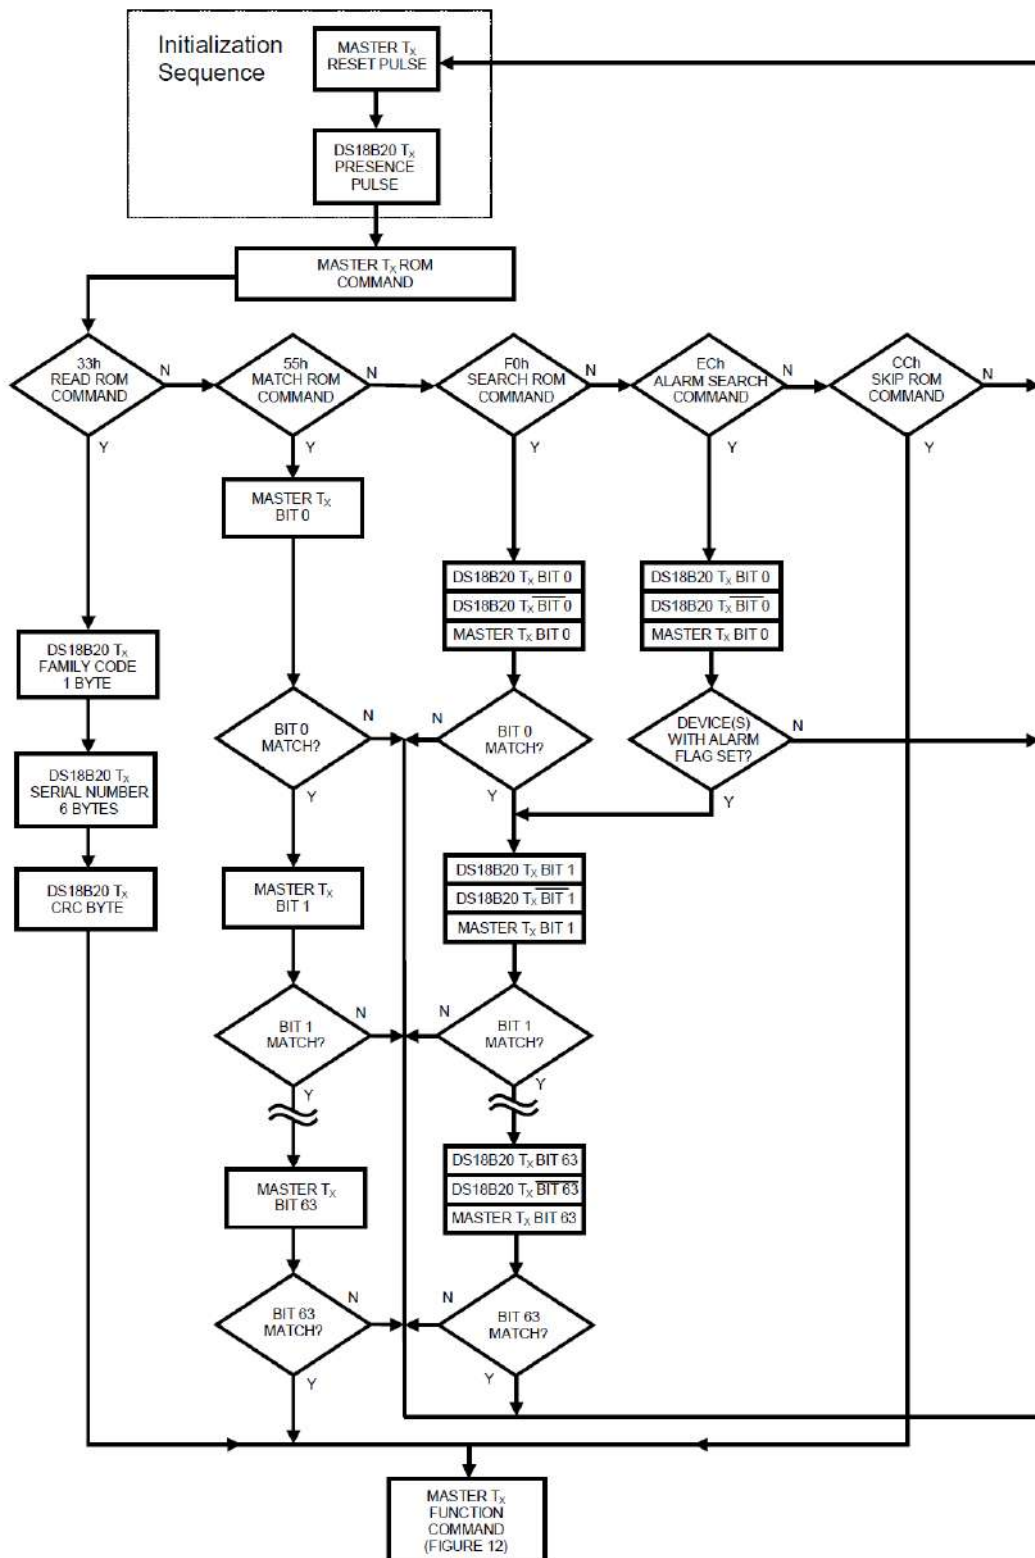 Initialization
Sequence
MASTER TX
RESET PULSE
DS18B20 TX
PRESENCE
PULSE
MASTER TX ROM
COMMAND
33h
READ ROM
COMMAND
N
Y
55h
MATCH ROM
COMMAND
N
Y
F0h
SEARCH ROM
COMMAND
N
Y
ECh
ALARM SEARCH
COMMAND
N
Y
CCh
SKIP ROM
COMMAND
N
Y
MASTER TX
BIT 0
DS18B20 TX BIT 0
DS18B20 TX BIT 0
MASTER TX BIT 0
DS18B20 TX BIT 0
DS18B20 TX BIT 0
MASTER TX BIT 0
DS18B20 TX
FAMILY CODE
1 BYTE
BIT 0
MATCH?
N
Y
N
BIT 0
MATCH?
Y
DEVICE(S)
WITH ALARM
FLAG SET?
N
Y
DS18B20 TX
SERIAL NUMBER
6 BYTES
DS18B20 TX
CRC BYTE
MASTER TX
BIT 1
DS18B20 TX BIT 1
DS18B20 TX BIT 1
MASTER TX BIT 1
BIT 1
MATCH?
N
Y
N
BIT 1
MATCH?
Y
MASTER TX
BIT 63
DS18B20 TX BIT 63
DS18B20 TX BIT 63
MASTER TX BIT 63
BIT 63
MATCH?
N
Y
N
BIT 63
MATCH?
Y
MASTER TX
FUNCTION
COMMAND
(FIGURE 12)